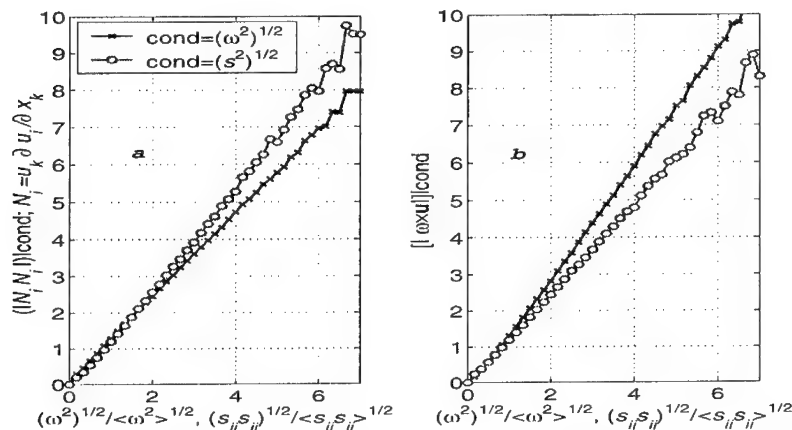 (|N_i N_i|)|cond; N_i = u_k ∂ u_i / ∂ x_k
10
9
8
7
6
5
4
3
2
1
0
cond=(ω²)^1/2
cond=(s²)^1/2
a
0 2 4 6
(ω²)^1/2/<ω²>^1/2, (s_ij s_ij)^1/2/<s_ij s_ij>^1/2
[| ωxu|]|cond
10
9
8
7
6
5
4
3
2
1
0
b
0 2 4 6
(ω²)^1/2/<ω²>^1/2, (s_ij s_ij)^1/2/<s_ij s_ij>^1/2